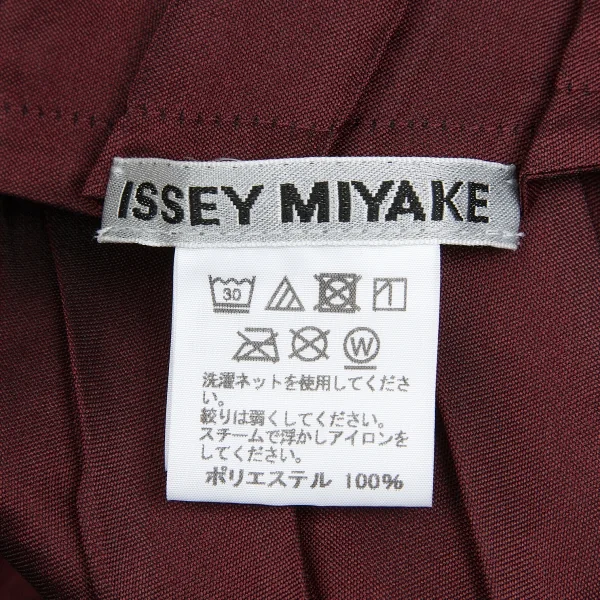 ISSEY MIYAKE
30
W
洗濯ネットを使用してくださ
い。
絞りは弱くしてください。
スチームで浮かしアイロンを
してください。
ポリエステル 100%